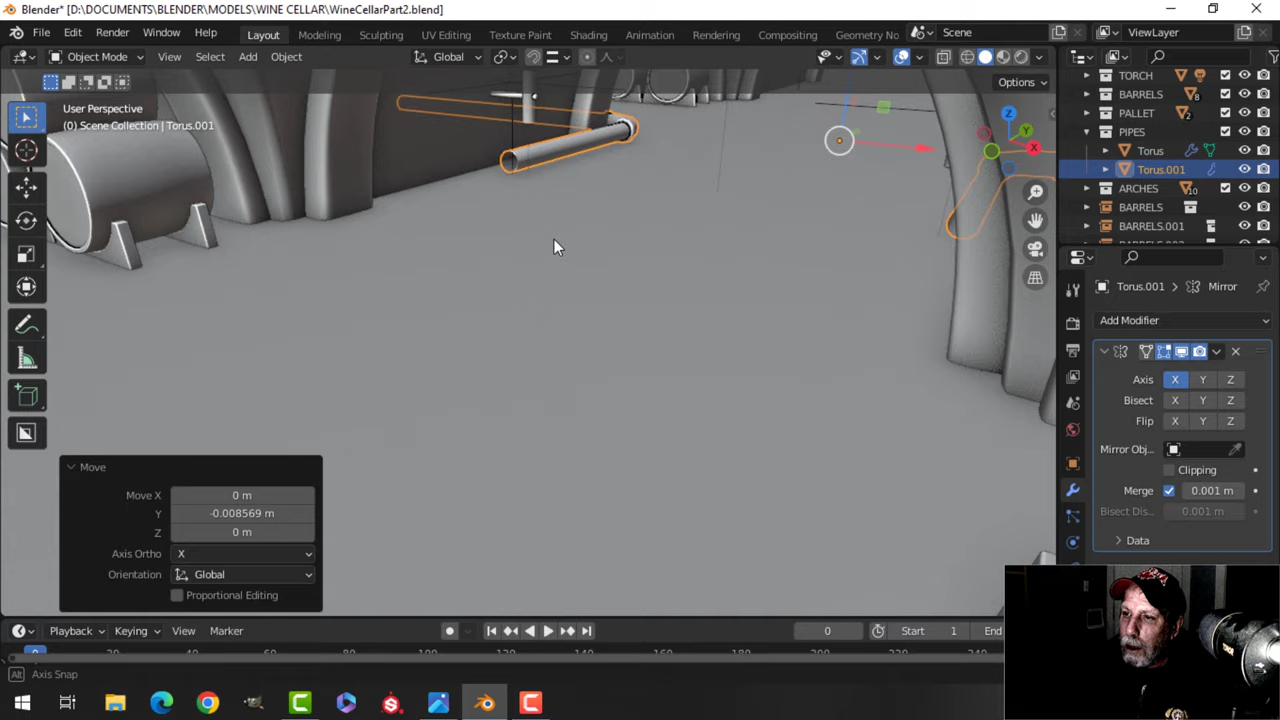 Blender* [D:\DOCUMENTS\BLENDER\MODELS\WINE CELLAR\WineCellarPart2.blend]
File Edit Render Window Help Layout Modeling Sculpting UV Editing Texture Paint Shading Animation Rendering Compositing Geometry No Scene ViewLayer
Object Mode View Select Add Object Global
Options
User Perspective
(0) Scene Collection | Torus.001
TORCH
BARRELS 8
PALLET 2
PIPES
Torus
Torus.001
ARCHES 10
BARRELS
BARRELS.001
Z
Y
X
Torus.001 > Mirror
Add Modifier
Axis X Y Z
Bisect X Y Z
Flip X Y Z
Mirror Obj...
Clipping
Merge 0.001 m
Bisect Dis... 0.001 m
Data
Move
Move X 0 m
Y -0.008569 m
Z 0 m
Axis Ortho X
Orientation Global
Proportional Editing
Playback Keying View Marker 0 Start 1 End
0
Alt Axis Snap